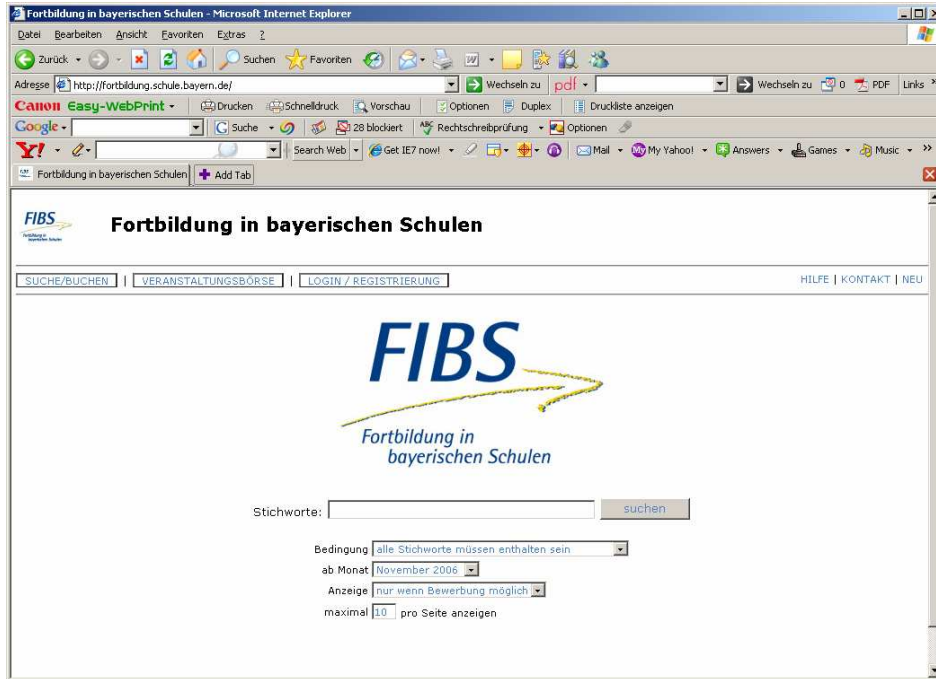 Fortbildung in bayerischen Schulen - Microsoft Internet Explorer
Datei Bearbeiten Ansicht Favoriten Extras ?
Zurück Suchen Favoriten
Adresse http://fortbildung.schule.bayern.de/ Wechseln zu pdf Wechseln zu 0 PDF Links »
Canon Easy-WebPrint Drucken Schnelldruck Vorschau Optionen Duplex Druckliste anzeigen
Google G Suche 28 blockiert ABC Rechtschreibprüfung Optionen
Y! Search Web Get IE7 now! Mail My Yahoo! Answers Games Music »
Fortbildung in bayerischen Schulen Add Tab
FIBS
Fortbildung in bayerischen Schulen
SUCHE/BUCHEN | VERANSTALTUNGSBÖRSE | LOGIN / REGISTRIERUNG HILFE | KONTAKT | NEU
FIBS
Fortbildung in
bayerischen Schulen
Stichworte: suchen
Bedingung alle Stichworte müssen enthalten sein
ab Monat November 2006
Anzeige nur wenn Bewerbung möglich
maximal 10 pro Seite anzeigen